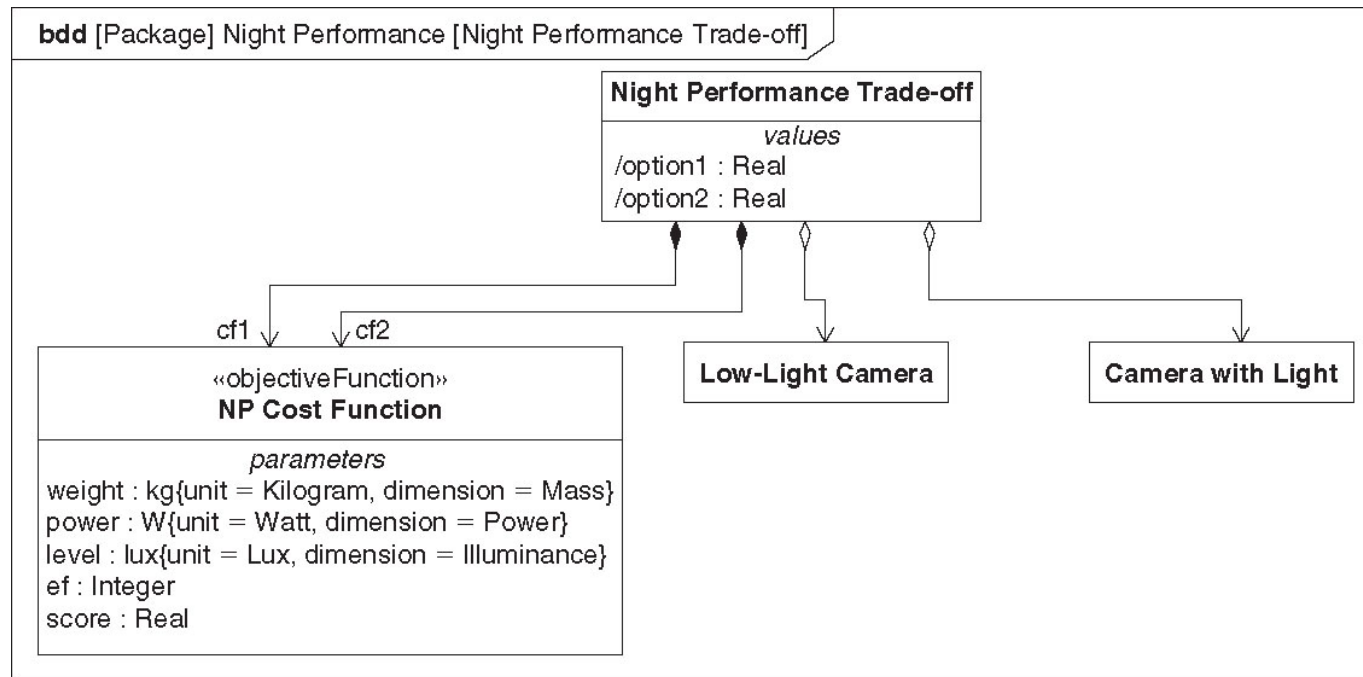 bdd [Package] Night Performance [Night Performance Trade-off]
Night Performance Trade-off
values
/option1 : Real
/option2 : Real
cf1
cf2
«objectiveFunction»
NP Cost Function
parameters
weight : kg{unit = Kilogram, dimension = Mass}
power : W{unit = Watt, dimension = Power}
level : lux{unit = Lux, dimension = Illuminance}
ef : Integer
score : Real
Low-Light Camera
Camera with Light